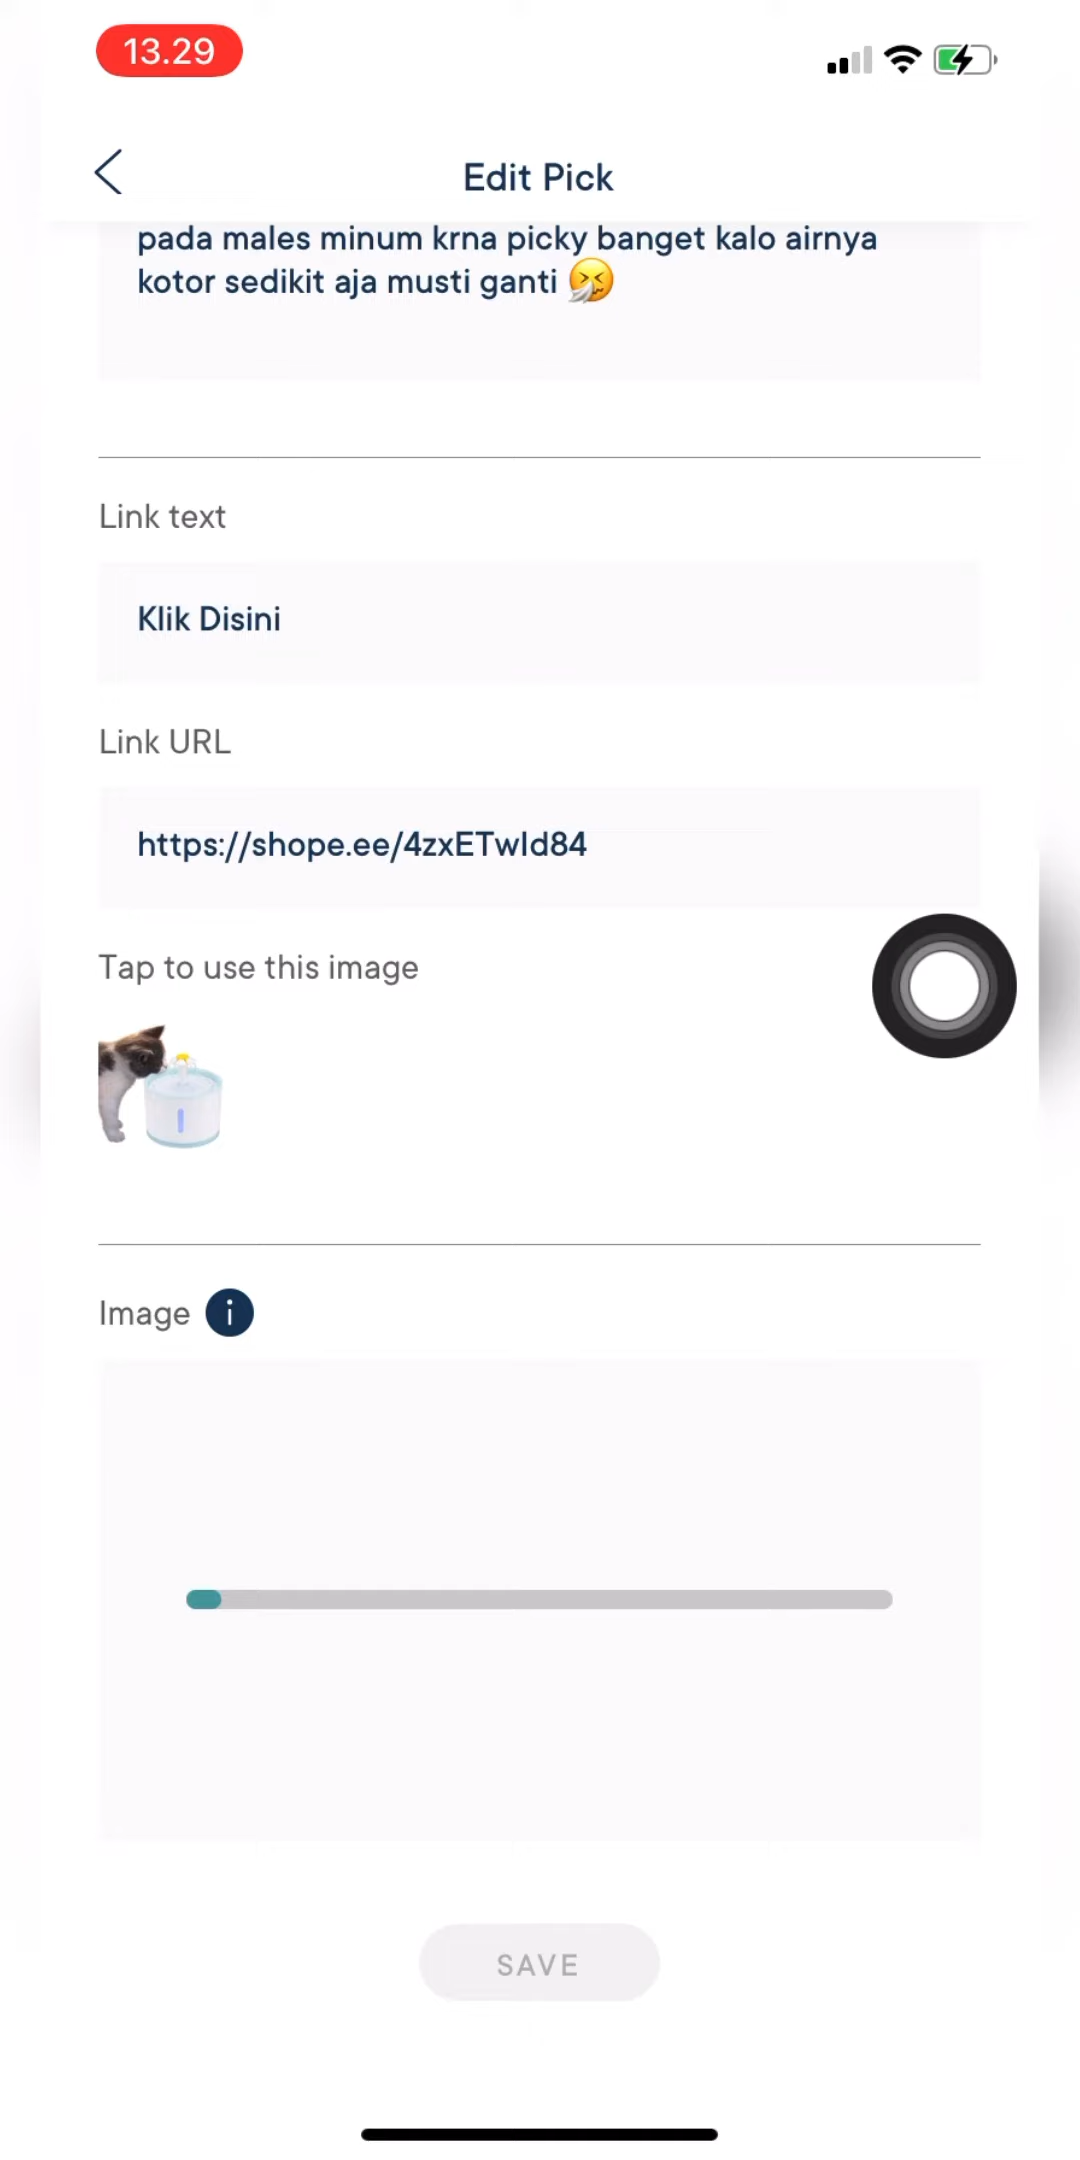 13.29
Edit Pick
pada males minum krna picky banget kalo airnya
kotor sedikit aja musti ganti 🤧
Link text
Klik Disini
Link URL
https://shope.ee/4zxETwId84
Tap to use this image
Image i
SAVE